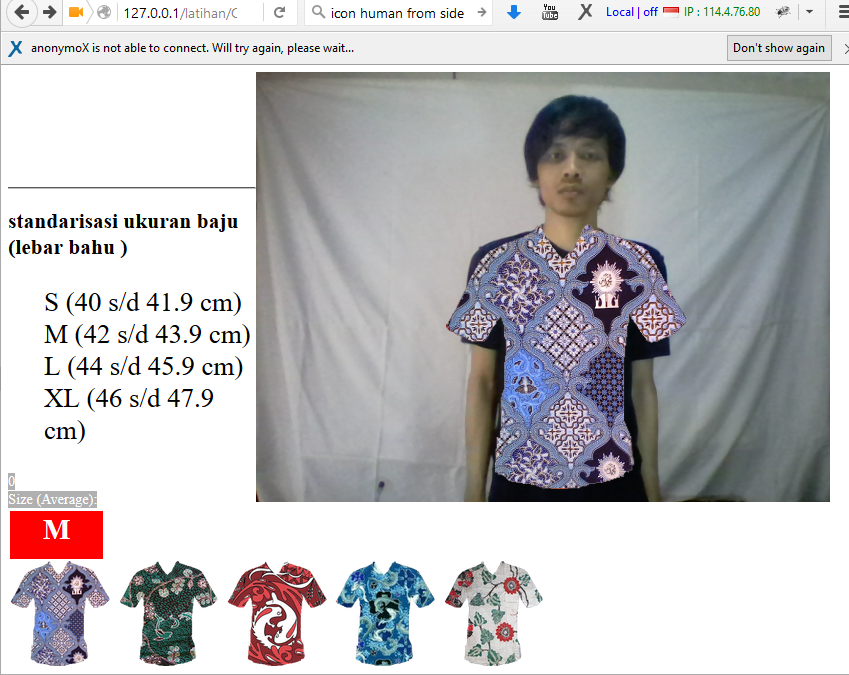 127.0.0.1/latihan/C
icon human from side
You
Tube
Local | off
IP : 114.4.76.80
anonymoX is not able to connect. Will try again, please wait...
Don't show again
standarisasi ukuran baju
(lebar bahu )
S (40 s/d 41.9 cm)
M (42 s/d 43.9 cm)
L (44 s/d 45.9 cm)
XL (46 s/d 47.9
cm)
0
Size (Average):
M